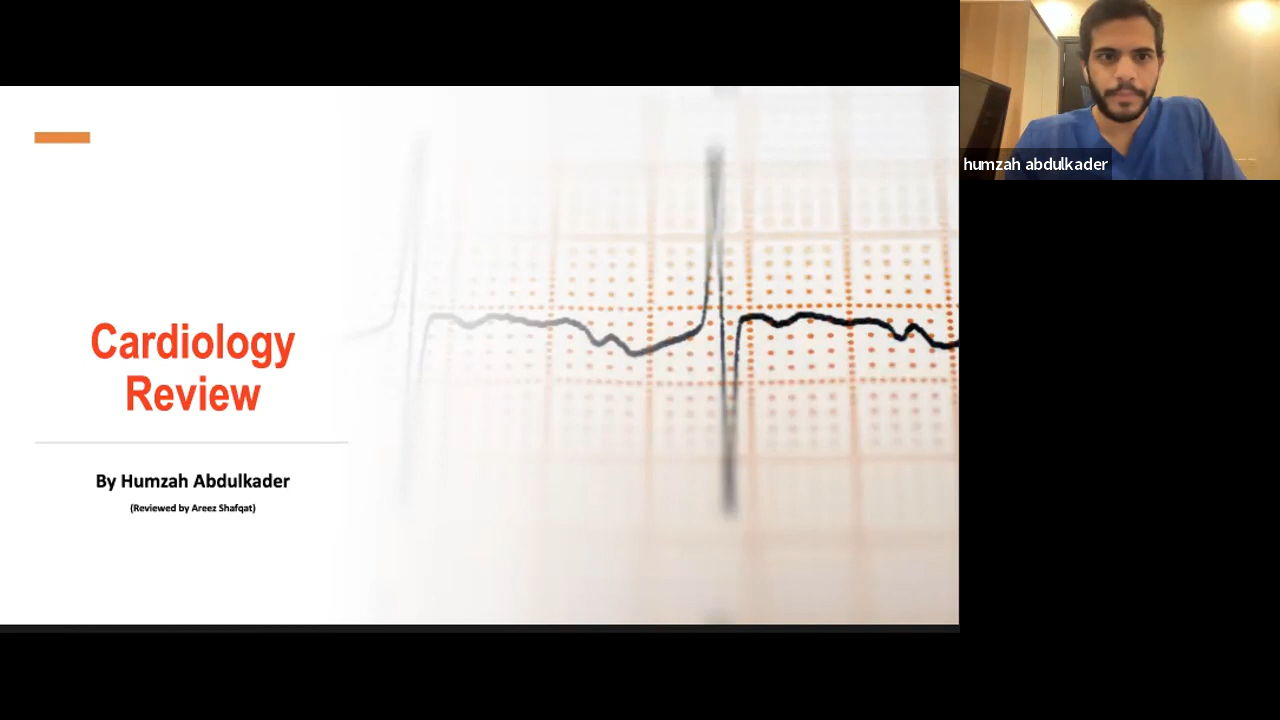 Cardiology
Review
By Humzah Abdulkader
(Reviewed by Areez Shafqat)
humzah abdulkader